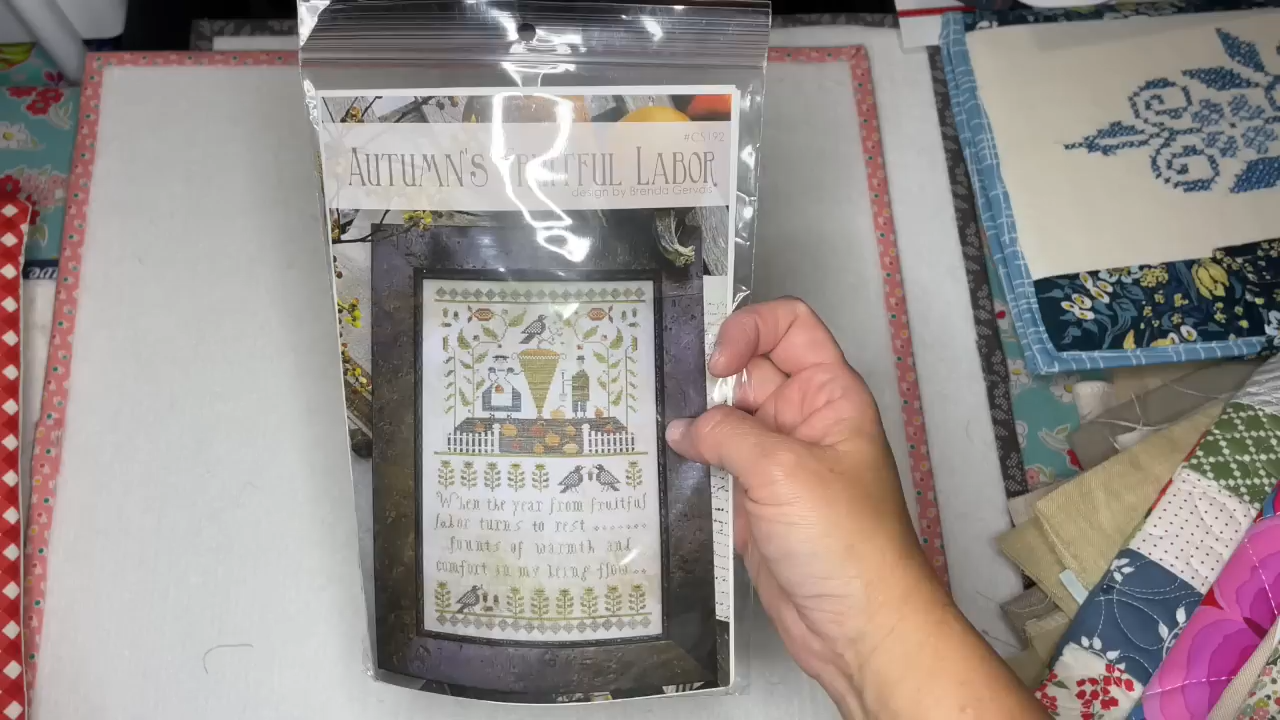 #CS192
AUTUMN'S FRUITFUL LABOR
design by Brenda Gervais
When the year from fruitful
labor turns to rest
founts of warmth and
comfort in my being flow